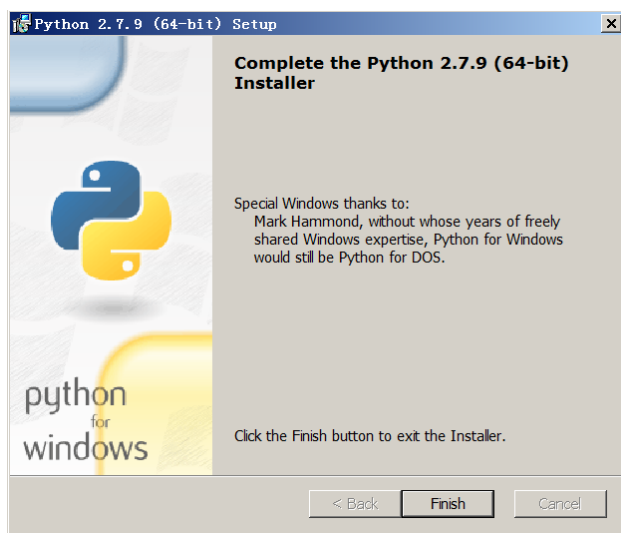 Python 2.7.9 (64-bit) Setup
Complete the Python 2.7.9 (64-bit)
Installer
Special Windows thanks to:
Mark Hammond, without whose years of freely
shared Windows expertise, Python for Windows
would still be Python for DOS.
python
for
windows
Click the Finish button to exit the Installer.
< Back
Finish
Cancel